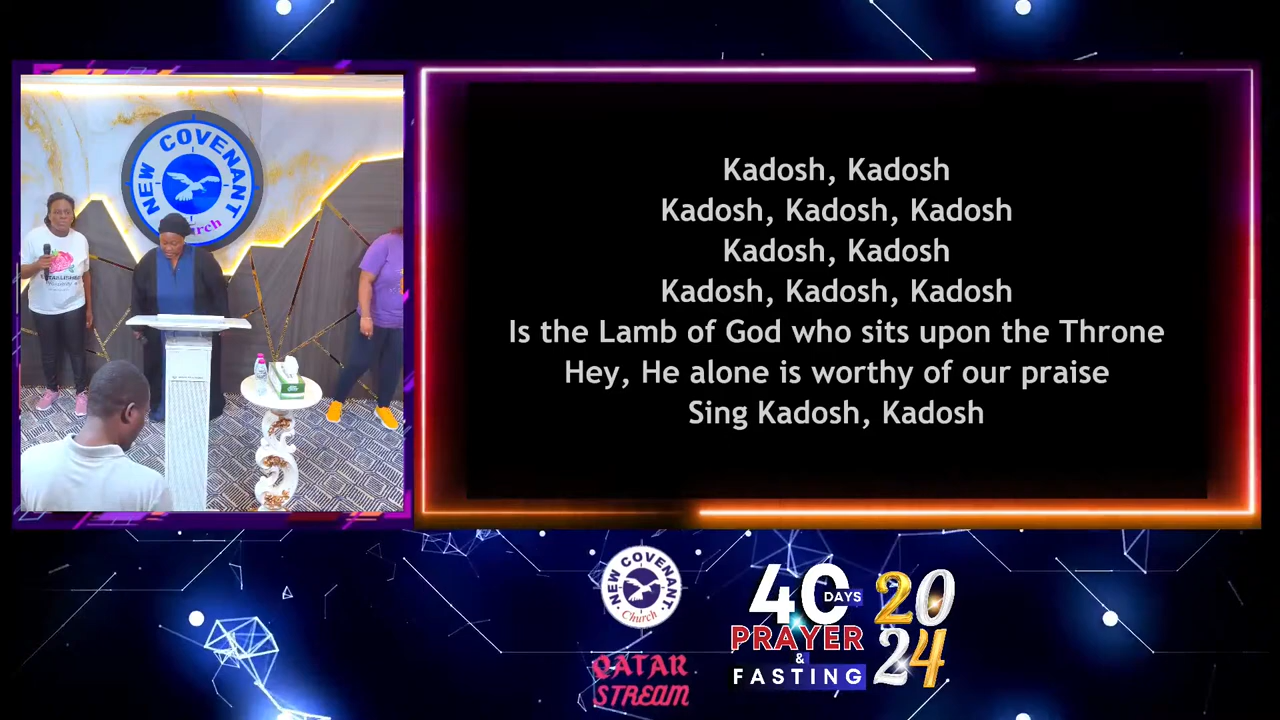 NEW COVENANT
Kadosh, Kadosh
Kadosh, Kadosh, Kadosh
Kadosh, Kadosh
Kadosh, Kadosh, Kadosh
Is the Lamb of God who sits upon the Throne
Hey, He alone is worthy of our praise
Sing Kadosh, Kadosh
NEW COVENANT
Church
QATAR
STREAM
40
DAYS
PRAYER
&
FASTING
2024